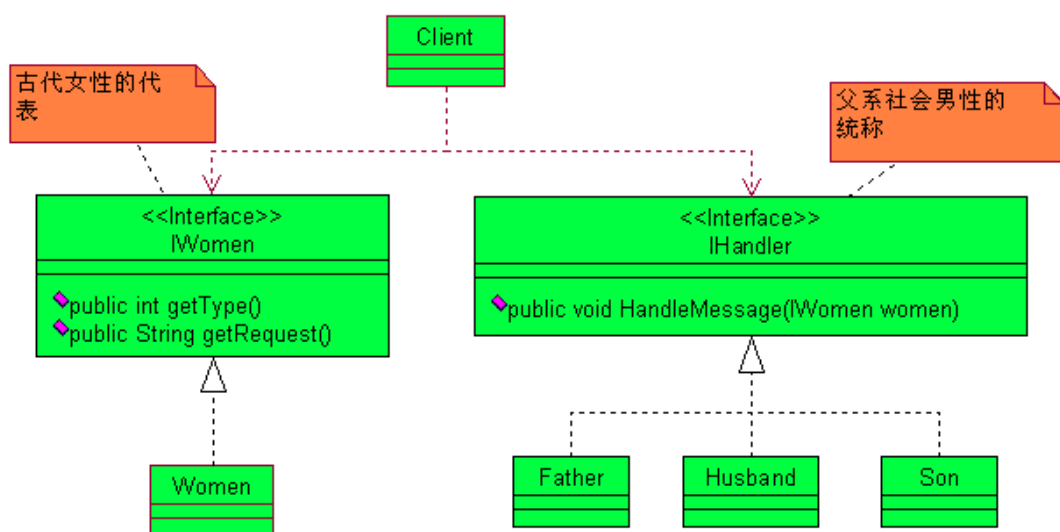 Client
古代女性的代
表
父系社会男性的
统称
<<Interface>>
IWomen
public int getType()
public String getRequest()
<<Interface>>
IHandler
public void HandleMessage(IWomen women)
Women
Father
Husband
Son